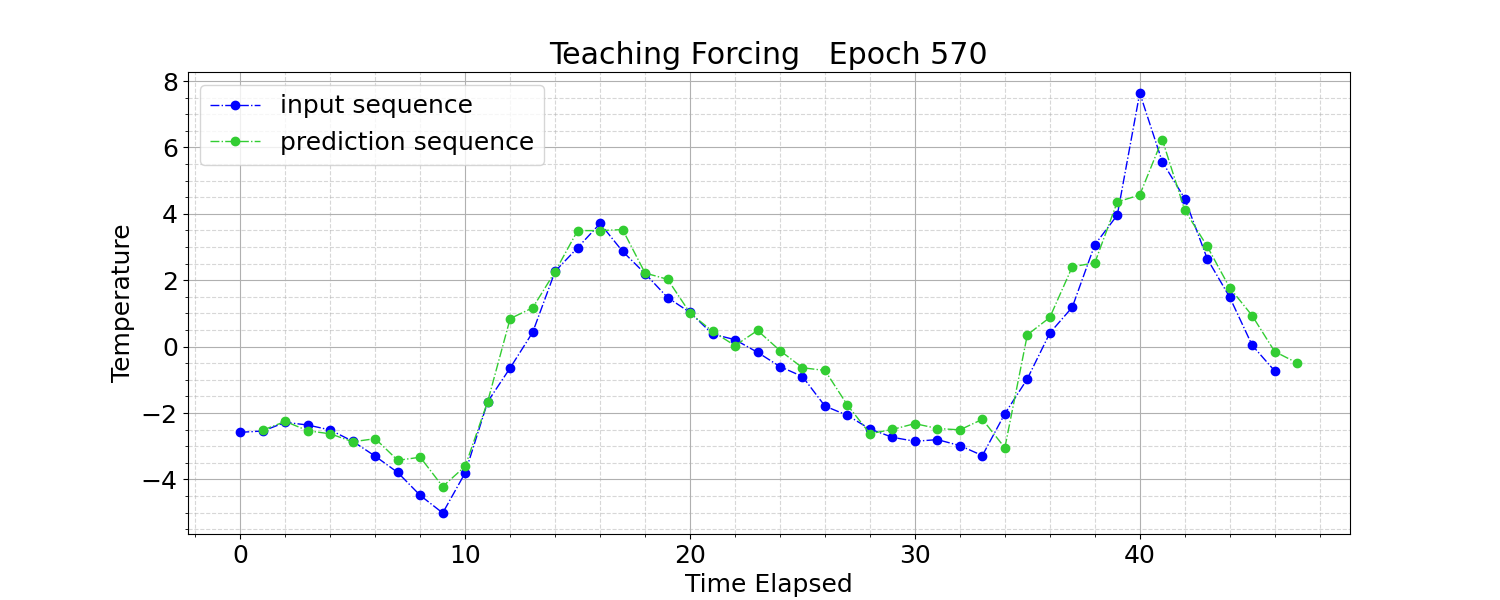 Teaching Forcing   Epoch 570
input sequence
prediction sequence
Temperature
8
6
4
2
0
−2
−4
0 10 20 30 40
Time Elapsed